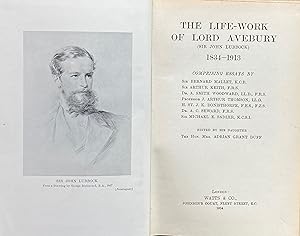 SIR JOHN LUBBOCK
From a drawing by George Richmond, R.A., 1867
[Frontispiece]
THE LIFE-WORK
OF LORD AVEBURY
(SIR JOHN LUBBOCK)
1834–1913
COMPRISING ESSAYS BY
SIR BERNARD MALLET, K.C.B.
SIR ARTHUR KEITH, F.R.S.
DR. A. SMITH WOODWARD, LL.D., F.R.S.
PROFESSOR J. ARTHUR THOMSON, LL.D.
H. ST. J. K. DONISTHORPE, F.E.S., F.Z.S.
DR. A. C. SEWARD, F.R.S.
SIR MICHAEL E. SADLER, K.C.S.I.
EDITED BY HIS DAUGHTER
THE HON. MRS. ADRIAN GRANT DUFF
LONDON:
WATTS & CO.,
JOHNSON'S COURT, FLEET STREET, E.C.
1924